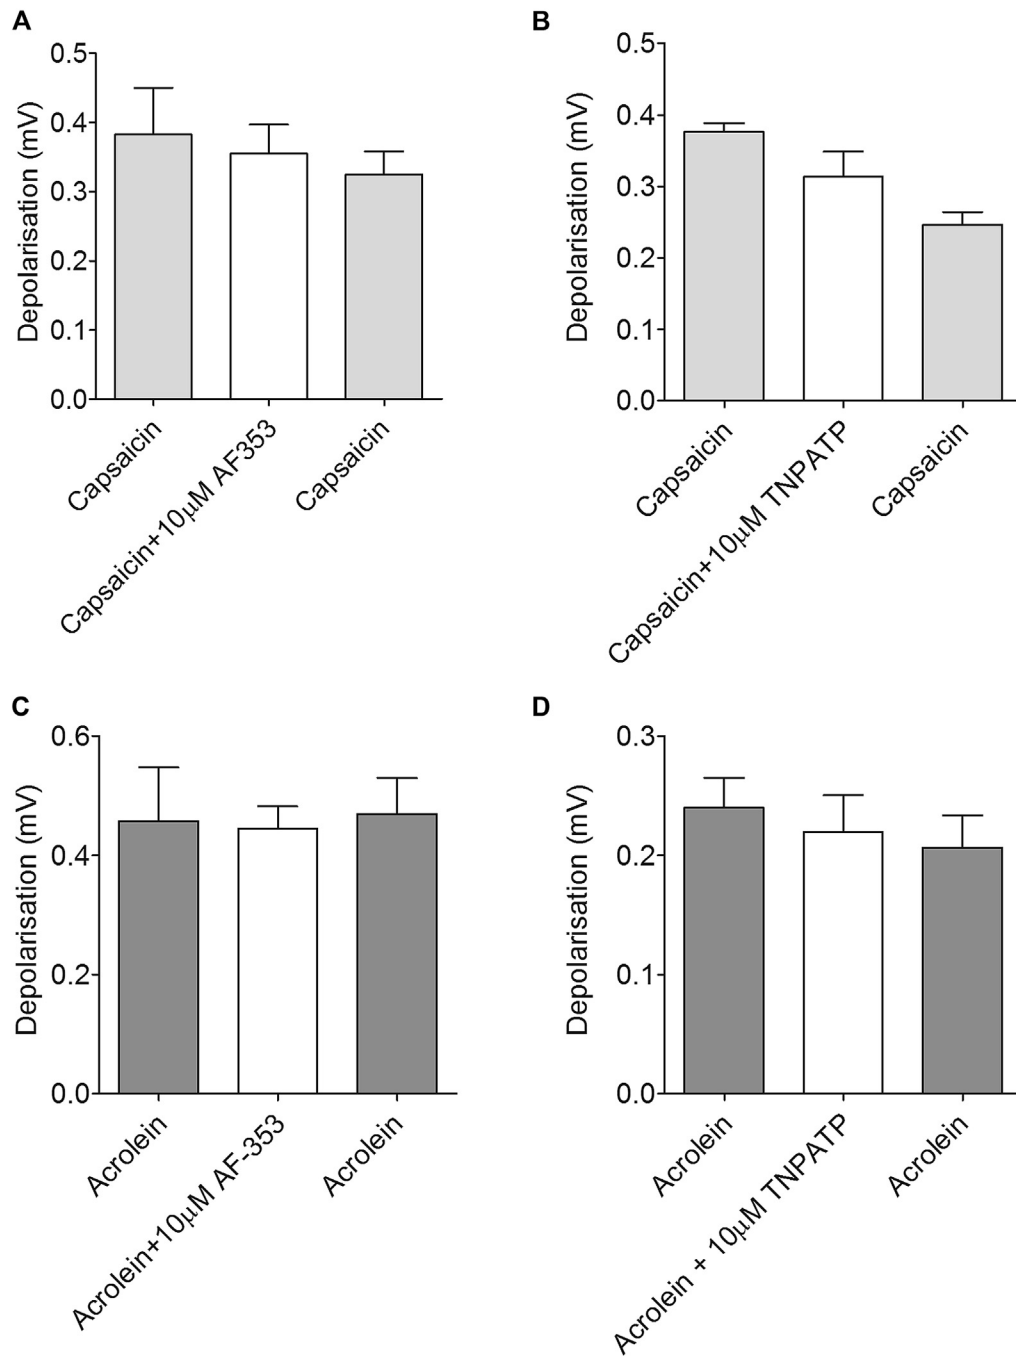 A
Depolarisation (mV)
0.5
0.4
0.3
0.2
0.1
0.0
Capsaicin
Capsaicin+10μM AF353
Capsaicin
B
Depolarisation (mV)
0.5
0.4
0.3
0.2
0.1
0.0
Capsaicin
Capsaicin+10μM TNPATP
Capsaicin
C
Depolarisation (mV)
0.6
0.4
0.2
0.0
Acrolein
Acrolein+10μM AF-353
Acrolein
D
Depolarisation (mV)
0.3
0.2
0.1
0.0
Acrolein
Acrolein + 10μM TNPATP
Acrolein